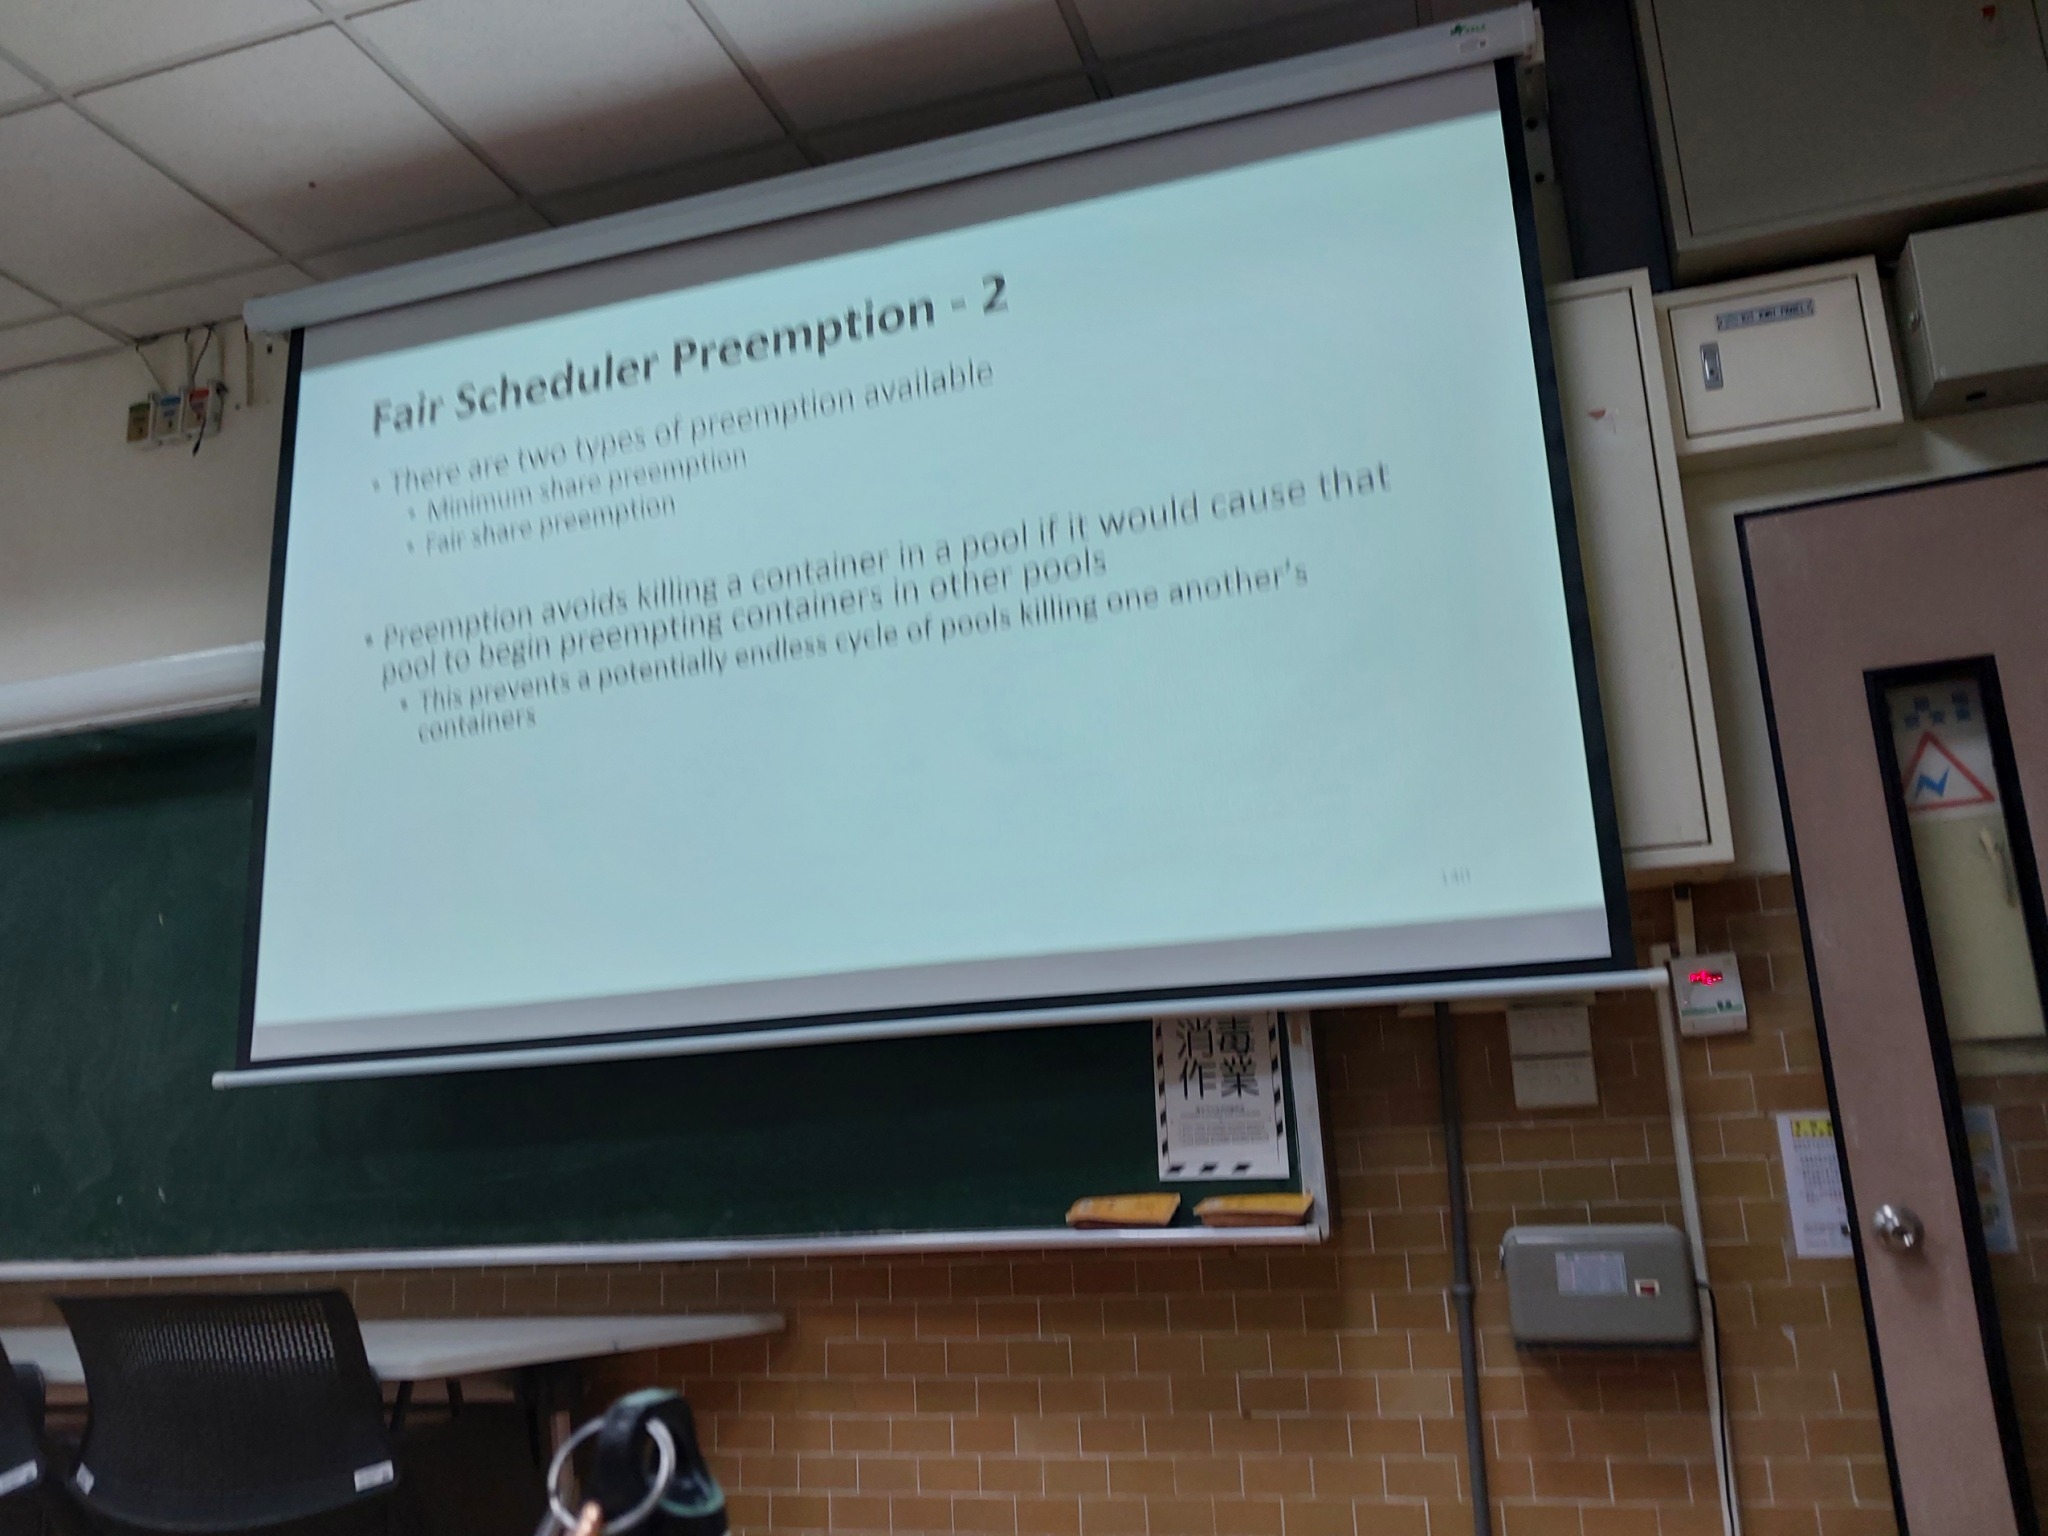 Fair Scheduler Preemption - 2
• There are two types of preemption available
• Minimum share preemption
• Fair share preemption
• Preemption avoids killing a container in a pool if it would cause that
pool to begin preempting containers in other pools
• This prevents a potentially endless cycle of pools killing one another's
containers
140
消毒
作業